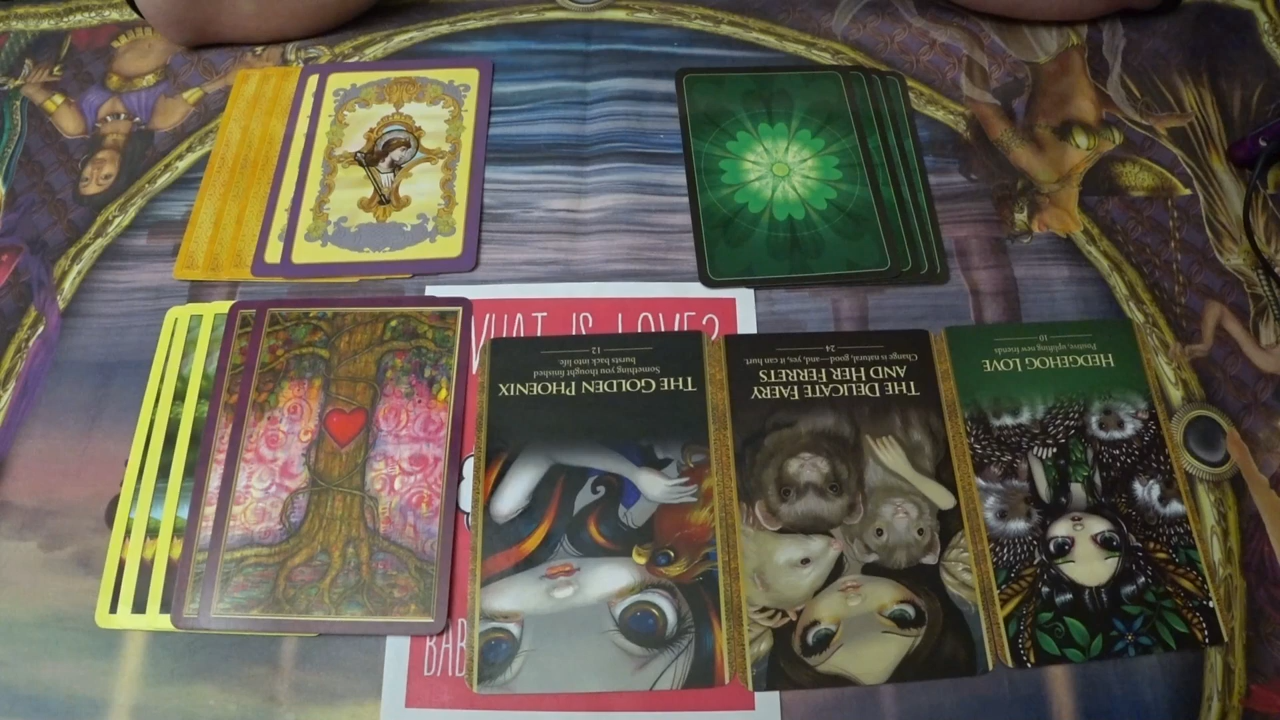 WHAT IS LOVE?
BAB
THE GOLDEN PHOENIX
Something you thought finished
bursts back into life.
12
THE DELICATE FAERY
AND HER FERRETS
Change is natural, good—and, yes, it can hurt.
24
HEDGEHOG LOVE
Positive, uplifting new friends
10